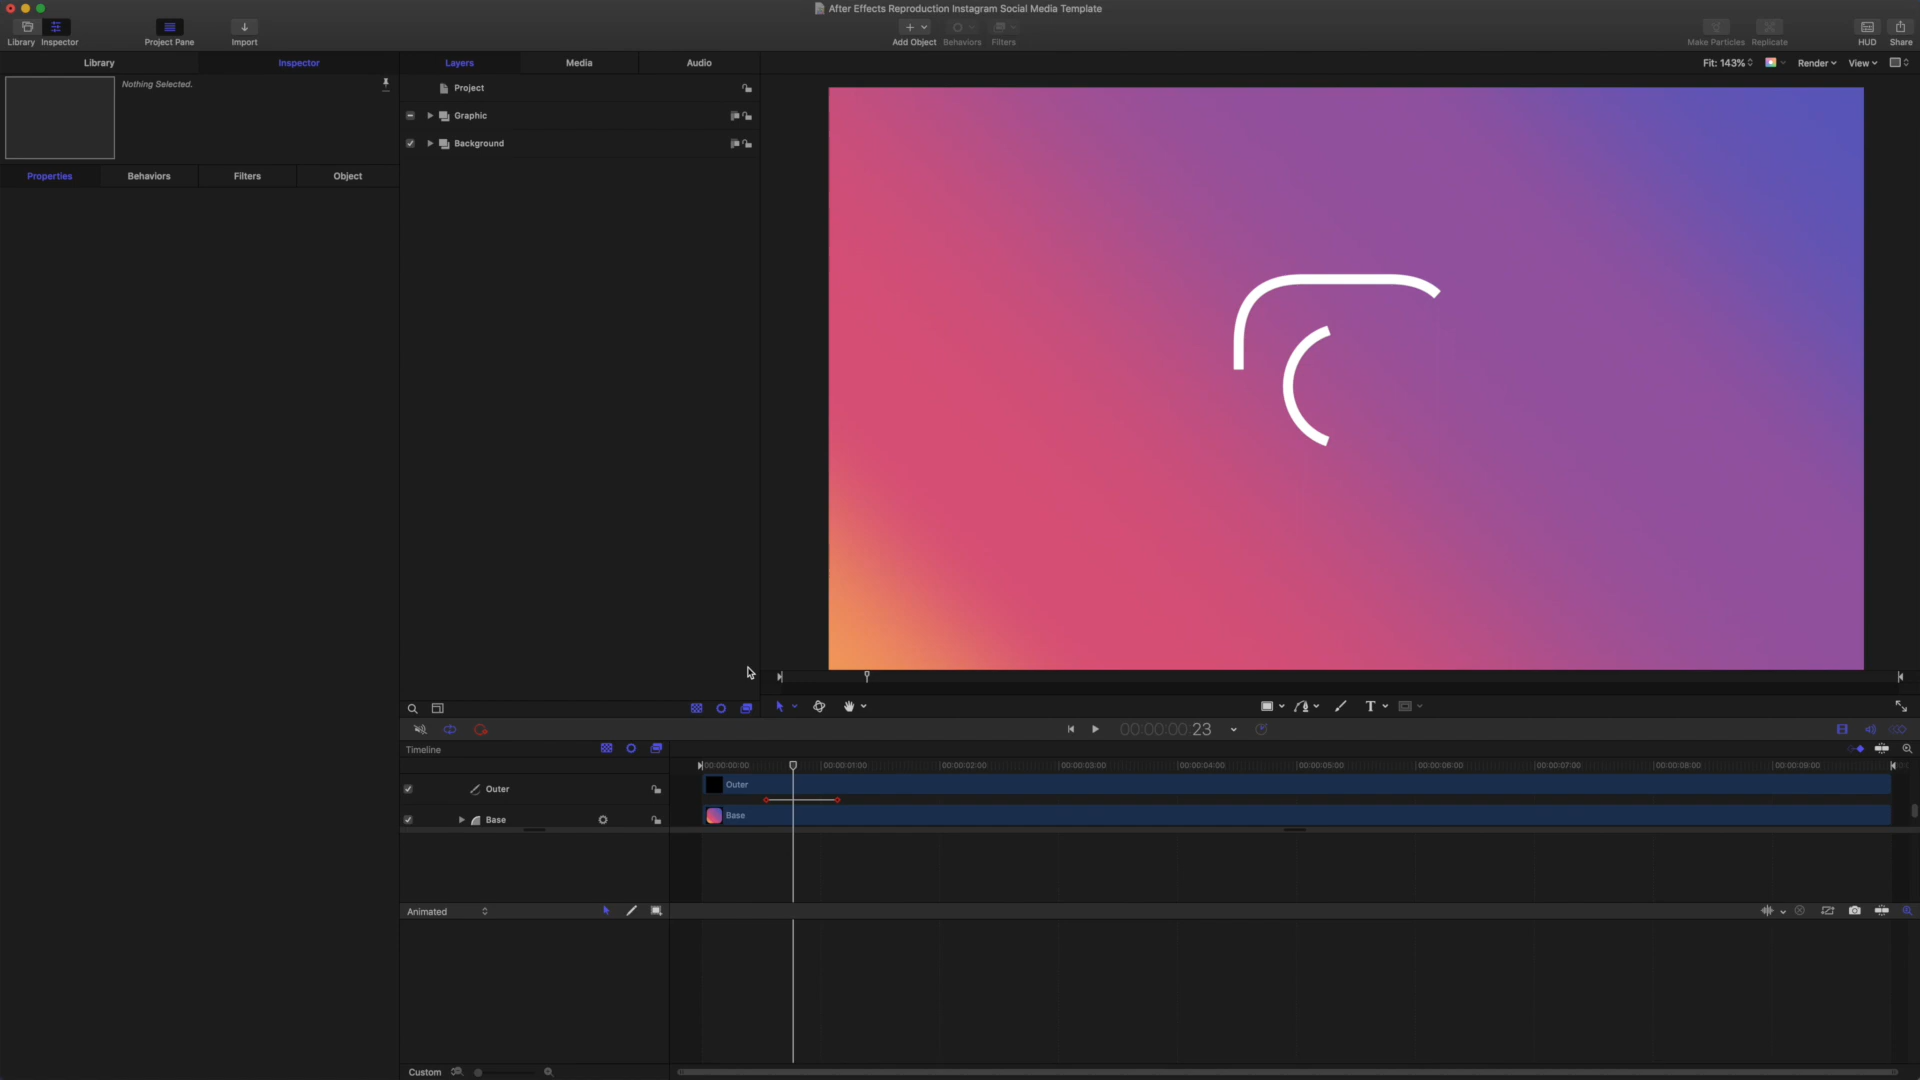 After Effects Reproduction Instagram Social Media Template
Library
Inspector
Project Pane
Import
Add Object
Behaviors
Filters
Make Particles
Replicate
HUD
Share
Library
Inspector
Layers
Media
Audio
Fit: 143%
Render
View
Nothing Selected.
Project
Graphic
Background
Properties
Behaviors
Filters
Object
T
00:00:00:00 23
Timeline
00:00:00:00
00:00:01:00
00:00:02:00
00:00:03:00
00:00:04:00
00:00:05:00
00:00:06:00
00:00:07:00
00:00:08:00
00:00:09:00
Outer
Outer
Base
Base
Animated
Custom